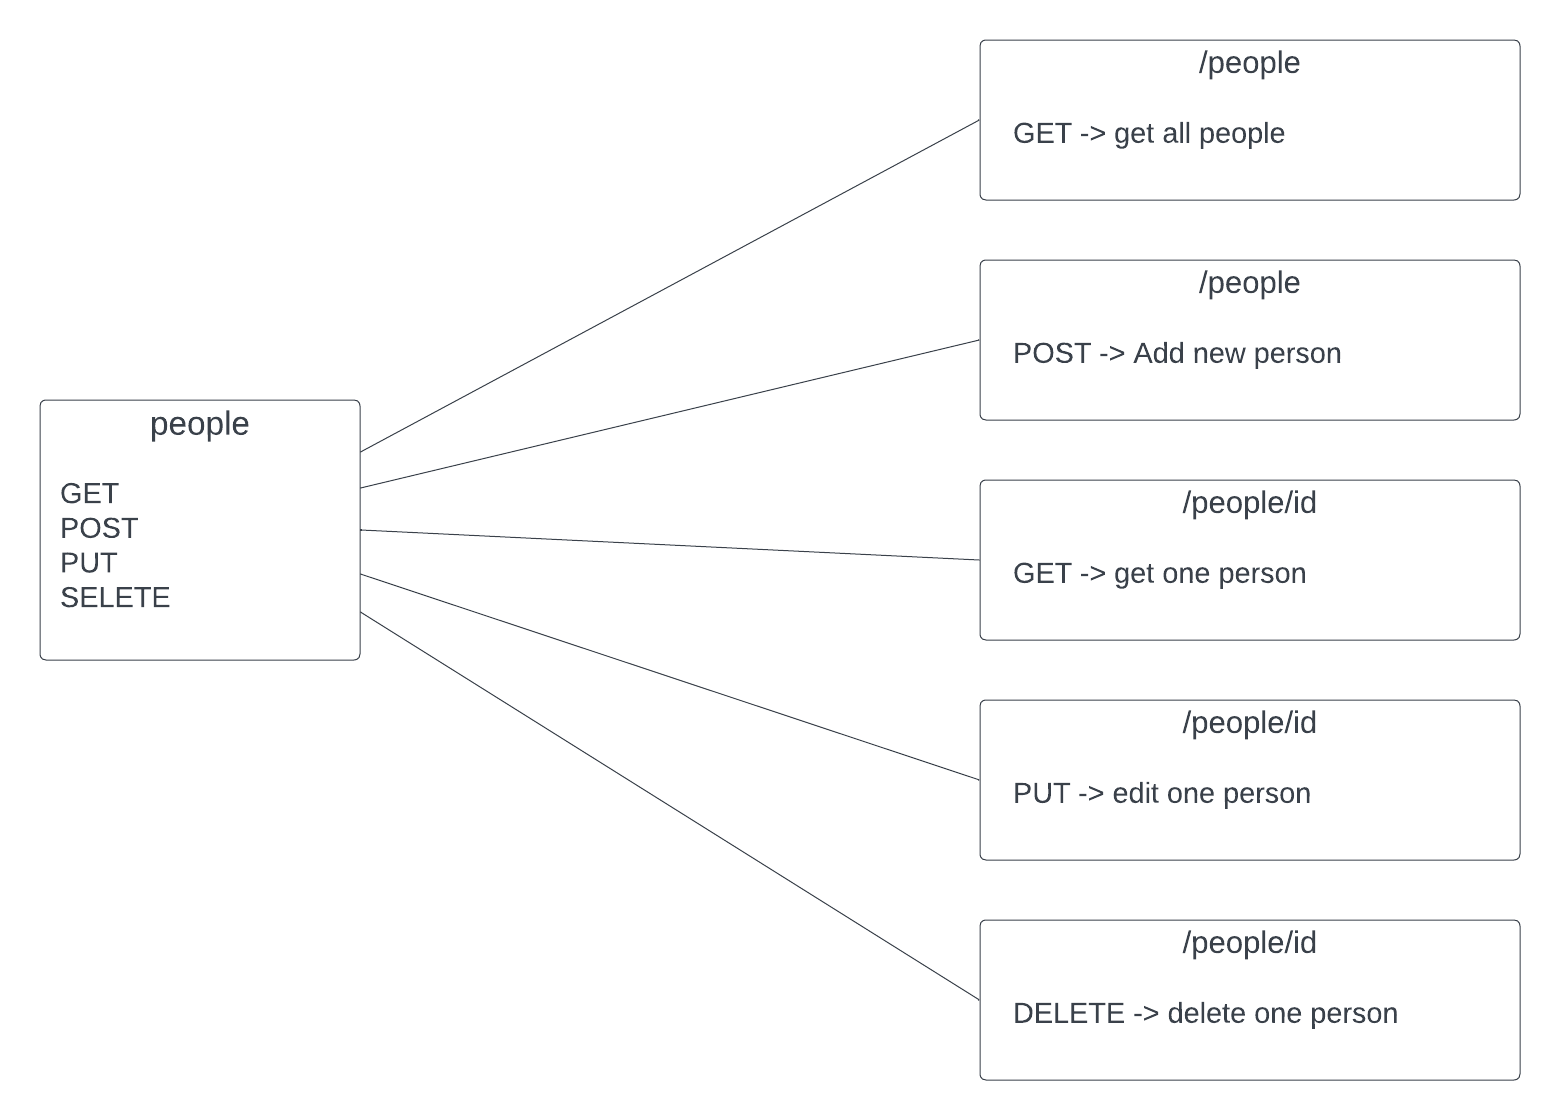 people
GET
POST
PUT
SELETE
/people
GET -> get all people
/people
POST -> Add new person
/people/id
GET -> get one person
/people/id
PUT -> edit one person
/people/id
DELETE -> delete one person